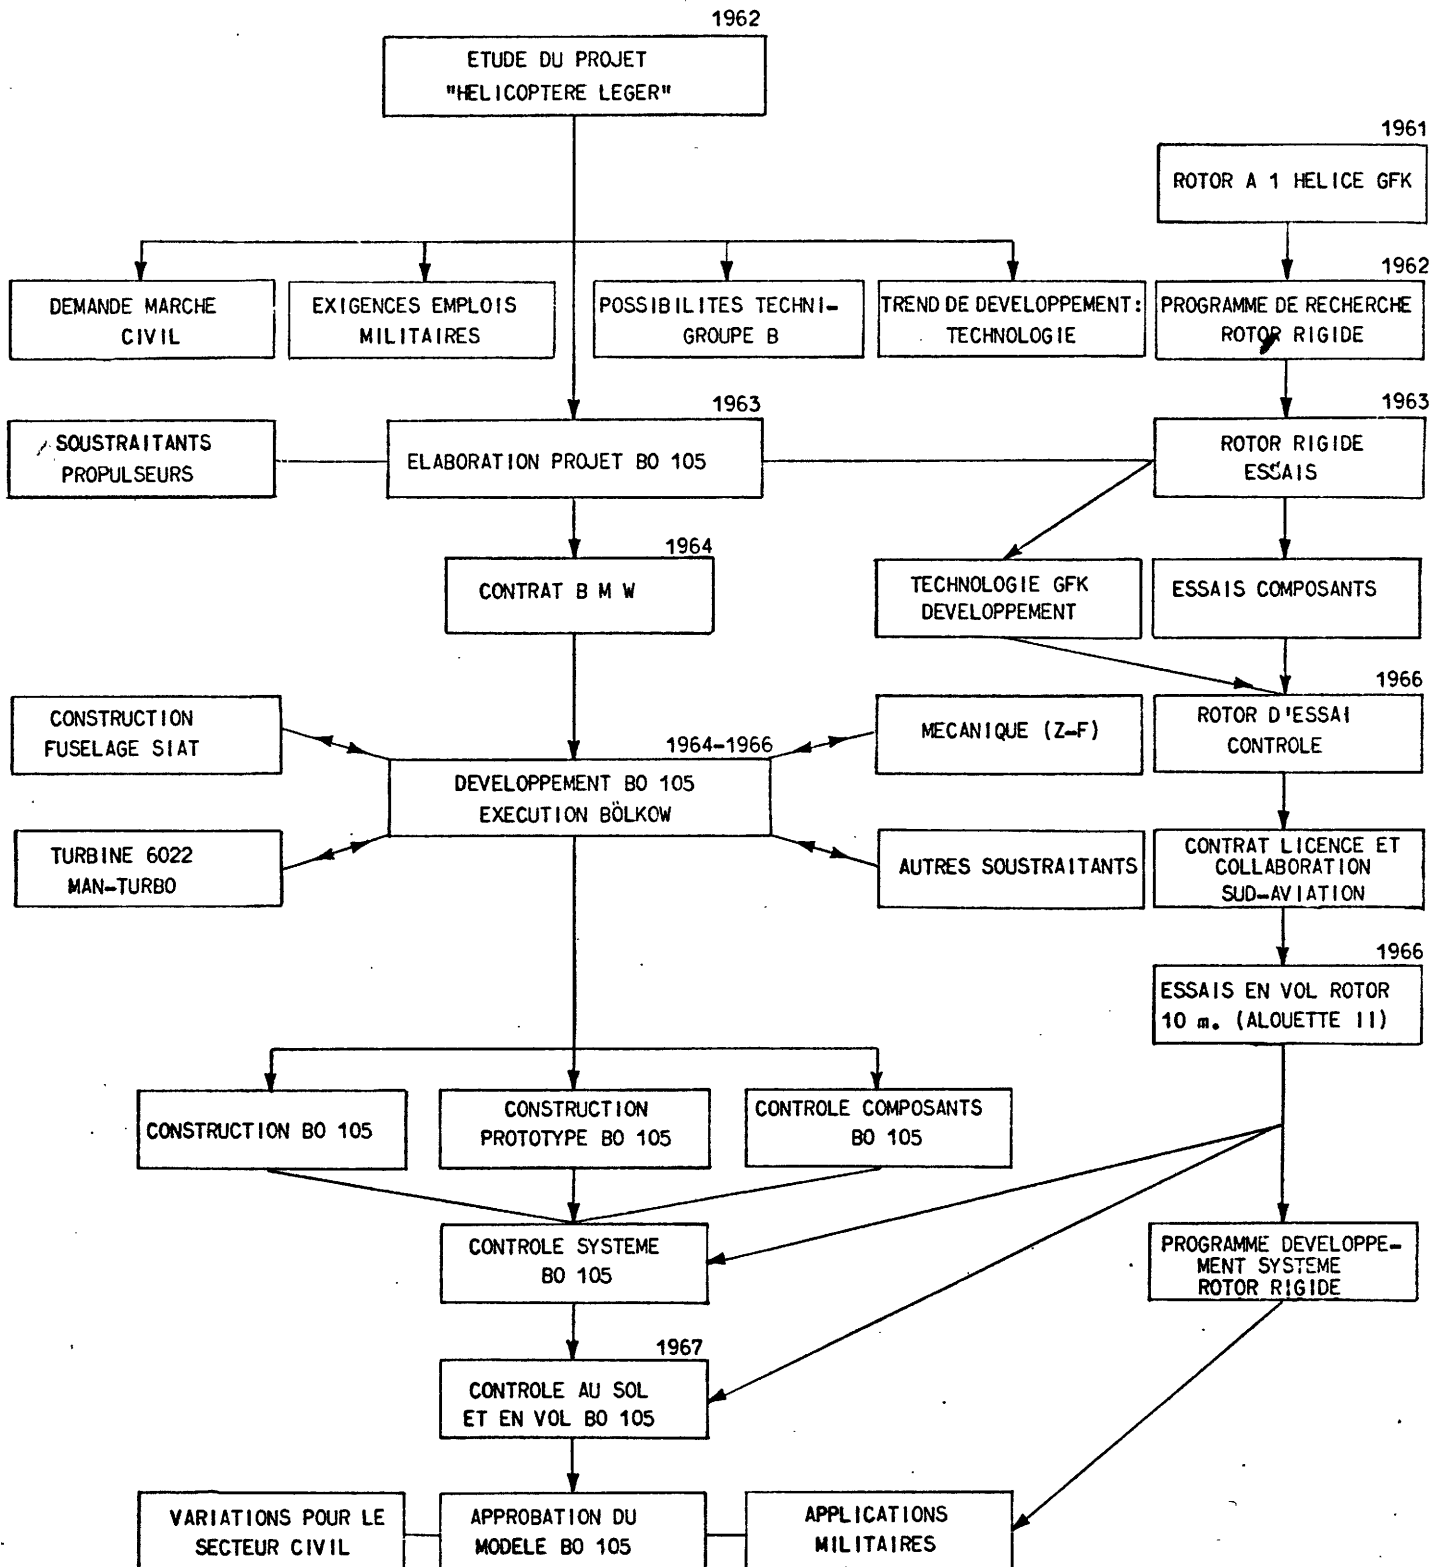 1962
ETUDE DU PROJET
"HELICOPTERE LEGER"
1961
ROTOR A 1 HELICE GFK
DEMANDE MARCHE
CIVIL
EXIGENCES EMPLOIS
MILITAIRES
POSSIBILITES TECHNI-
GROUPE B
TREND DE DEVELOPPEMENT:
TECHNOLOGIE
1962
PROGRAMME DE RECHERCHE
ROTOR RIGIDE
SOUSTRAITANTS
PROPULSEURS
1963
ELABORATION PROJET BO 105
1963
ROTOR RIGIDE
ESSAIS
1964
CONTRAT B M W
TECHNOLOGIE GFK
DEVELOPPEMENT
ESSAIS COMPOSANTS
CONSTRUCTION
FUSELAGE SIAT
1964-1966
DEVELOPPEMENT BO 105
EXECUTION BÖLKOW
MECANIQUE (Z-F)
1966
ROTOR D'ESSAI
CONTROLE
TURBINE 6022
MAN-TURBO
AUTRES SOUSTRAITANTS
CONTRAT LICENCE ET
COLLABORATION
SUD-AVIATION
1966
ESSAIS EN VOL ROTOR
10 m. (ALOUETTE II)
CONSTRUCTION BO 105
CONSTRUCTION
PROTOTYPE BO 105
CONTROLE COMPOSANTS
BO 105
CONTROLE SYSTEME
BO 105
PROGRAMME DEVELOPPE-
MENT SYSTEME
ROTOR RIGIDE
1967
CONTROLE AU SOL
ET EN VOL BO 105
VARIATIONS POUR LE
SECTEUR CIVIL
APPROBATION DU
MODELE BO 105
APPLICATIONS
MILITAIRES